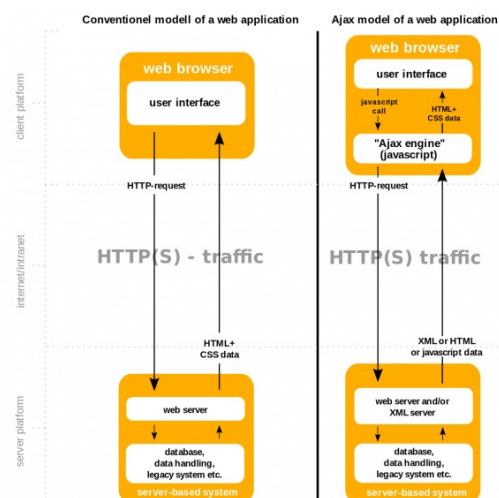 Conventionel modell of a web application
Ajax model of a web application
client platform
internet/intranet
server platform
web browser
user interface
HTTP-request
HTTP(S) - traffic
HTML+
CSS data
web server
database,
data handling,
legacy system etc.
server-based system
web browser
user interface
javascript
call
HTML+
CSS data
"Ajax engine"
(javascript)
HTTP-request
HTTP(S) traffic
XML or HTML
or javascript data
web server and/or
XML server
database,
data handling,
legacy system etc.
server-based system